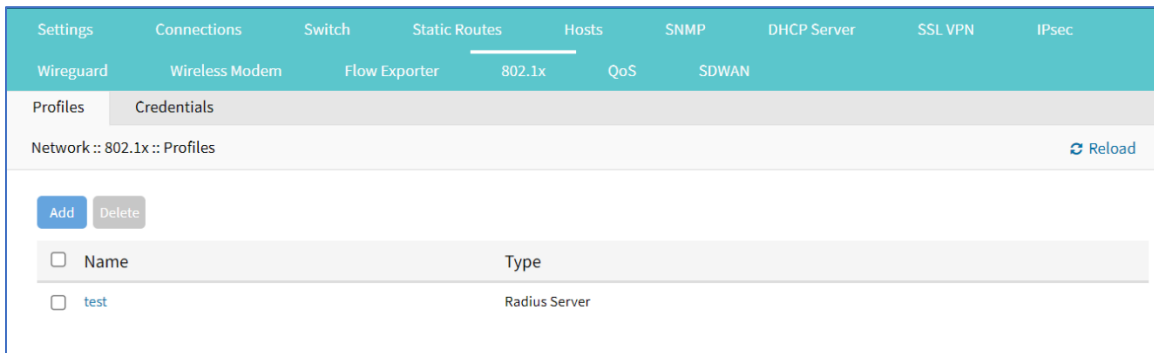 Settings Connections Switch Static Routes Hosts SNMP DHCP Server SSL VPN IPsec
Wireguard Wireless Modem Flow Exporter 802.1x QoS SDWAN
Profiles Credentials
Network :: 802.1x :: Profiles Reload
Add Delete
Name Type
test Radius Server